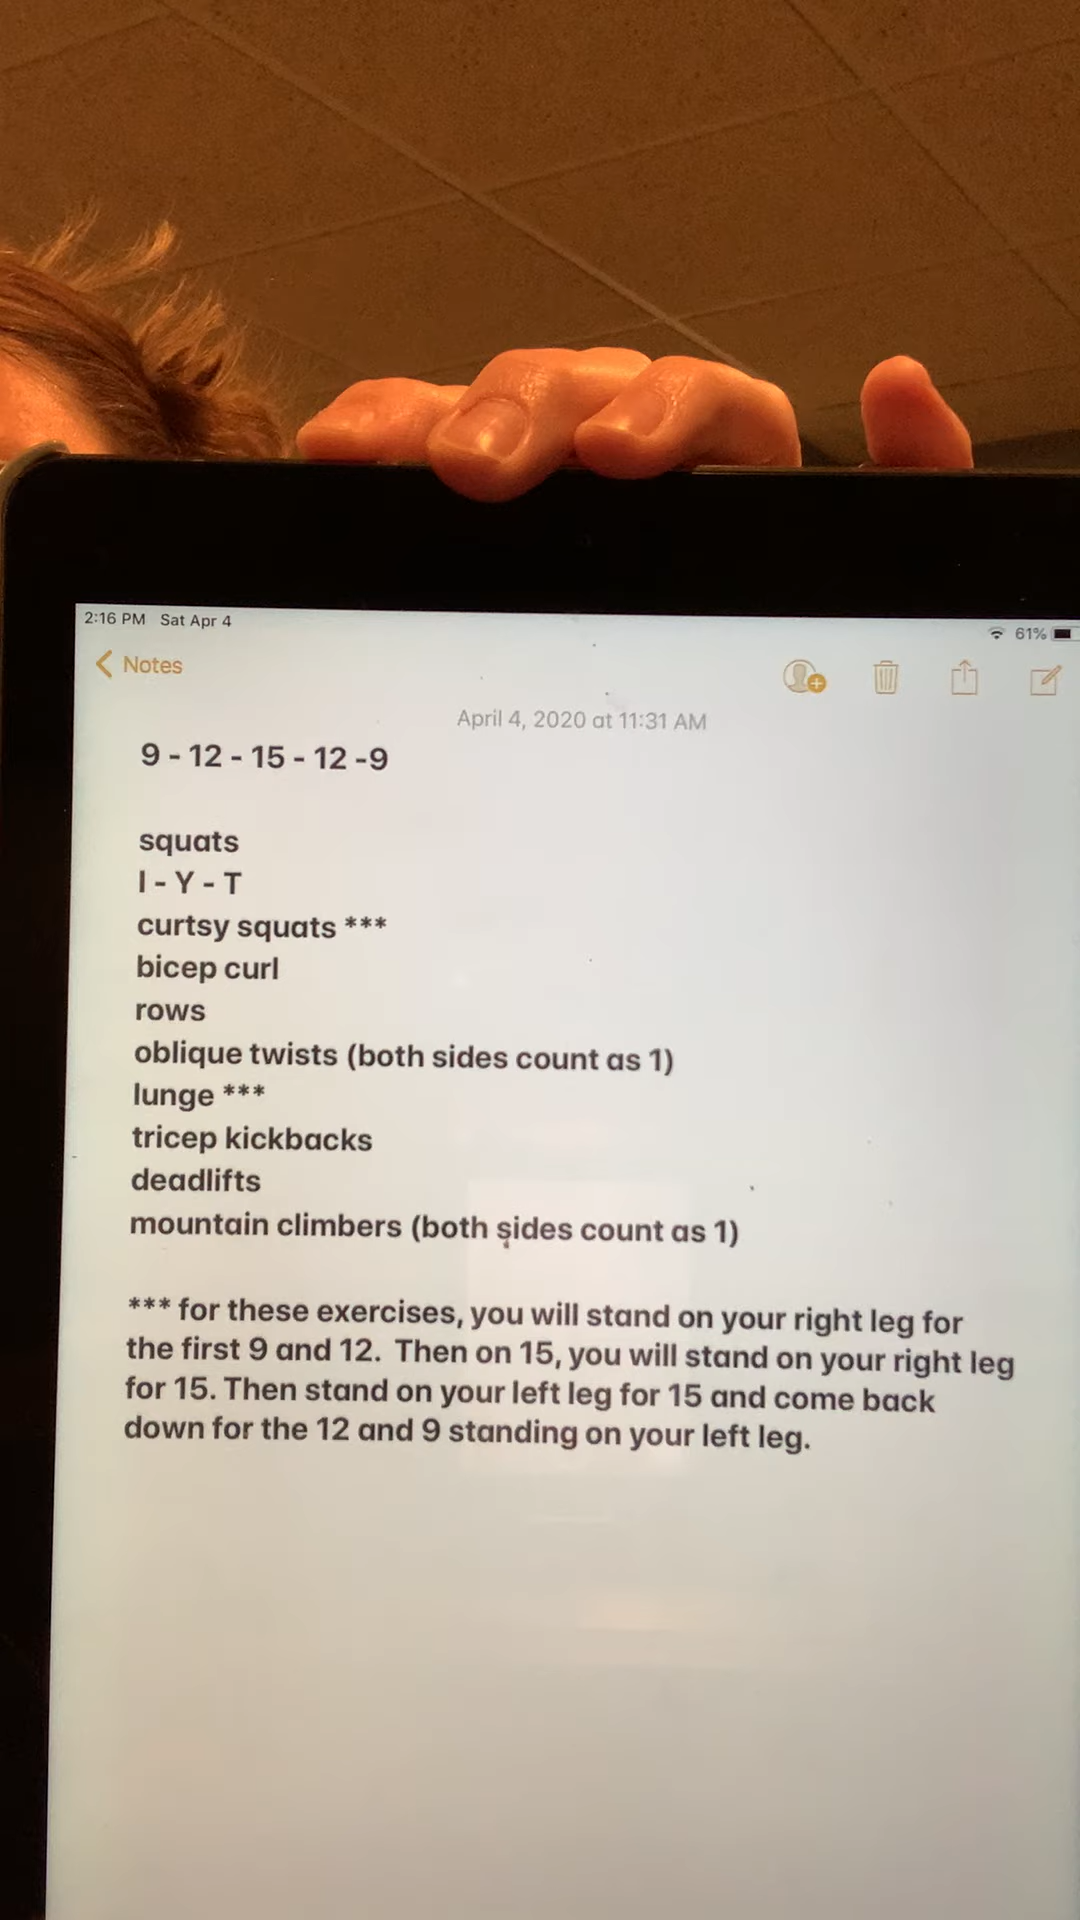 2:16 PM Sat Apr 4
61%
Notes
April 4, 2020 at 11:31 AM
9 - 12 - 15 - 12 -9
squats
I - Y - T
curtsy squats ***
bicep curl
rows
oblique twists (both sides count as 1)
lunge ***
tricep kickbacks
deadlifts
mountain climbers (both sides count as 1)
*** for these exercises, you will stand on your right leg for
the first 9 and 12. Then on 15, you will stand on your right leg
for 15. Then stand on your left leg for 15 and come back
down for the 12 and 9 standing on your left leg.